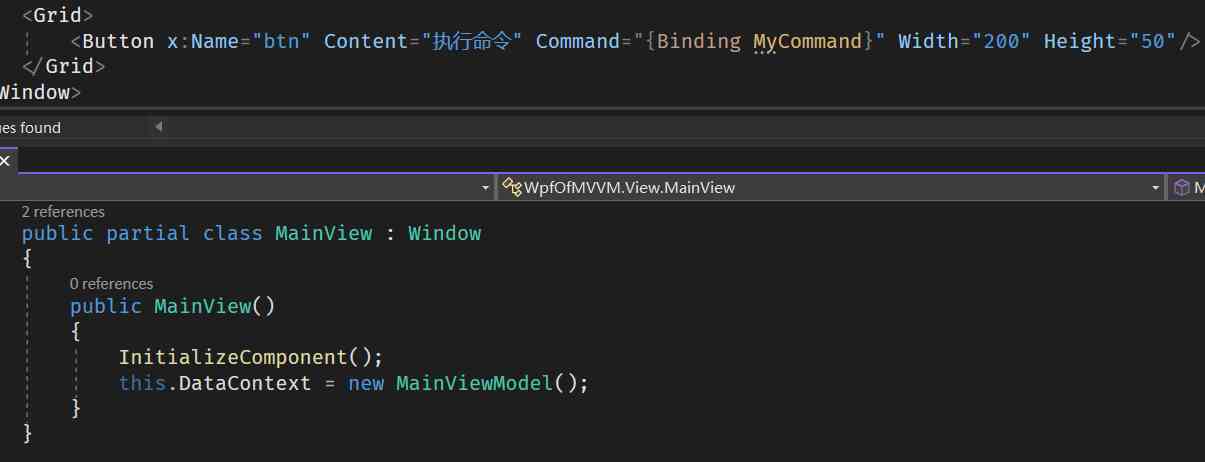 <Grid>
<Button x:Name="btn" Content="执行命令" Command="{Binding MyCommand}" Width="200" Height="50"/>
</Grid>
Window>
ues found
WpfOfMVVM.View.MainView
M
2 references
public partial class MainView : Window
{
0 references
public MainView()
{
InitializeComponent();
this.DataContext = new MainViewModel();
}
}